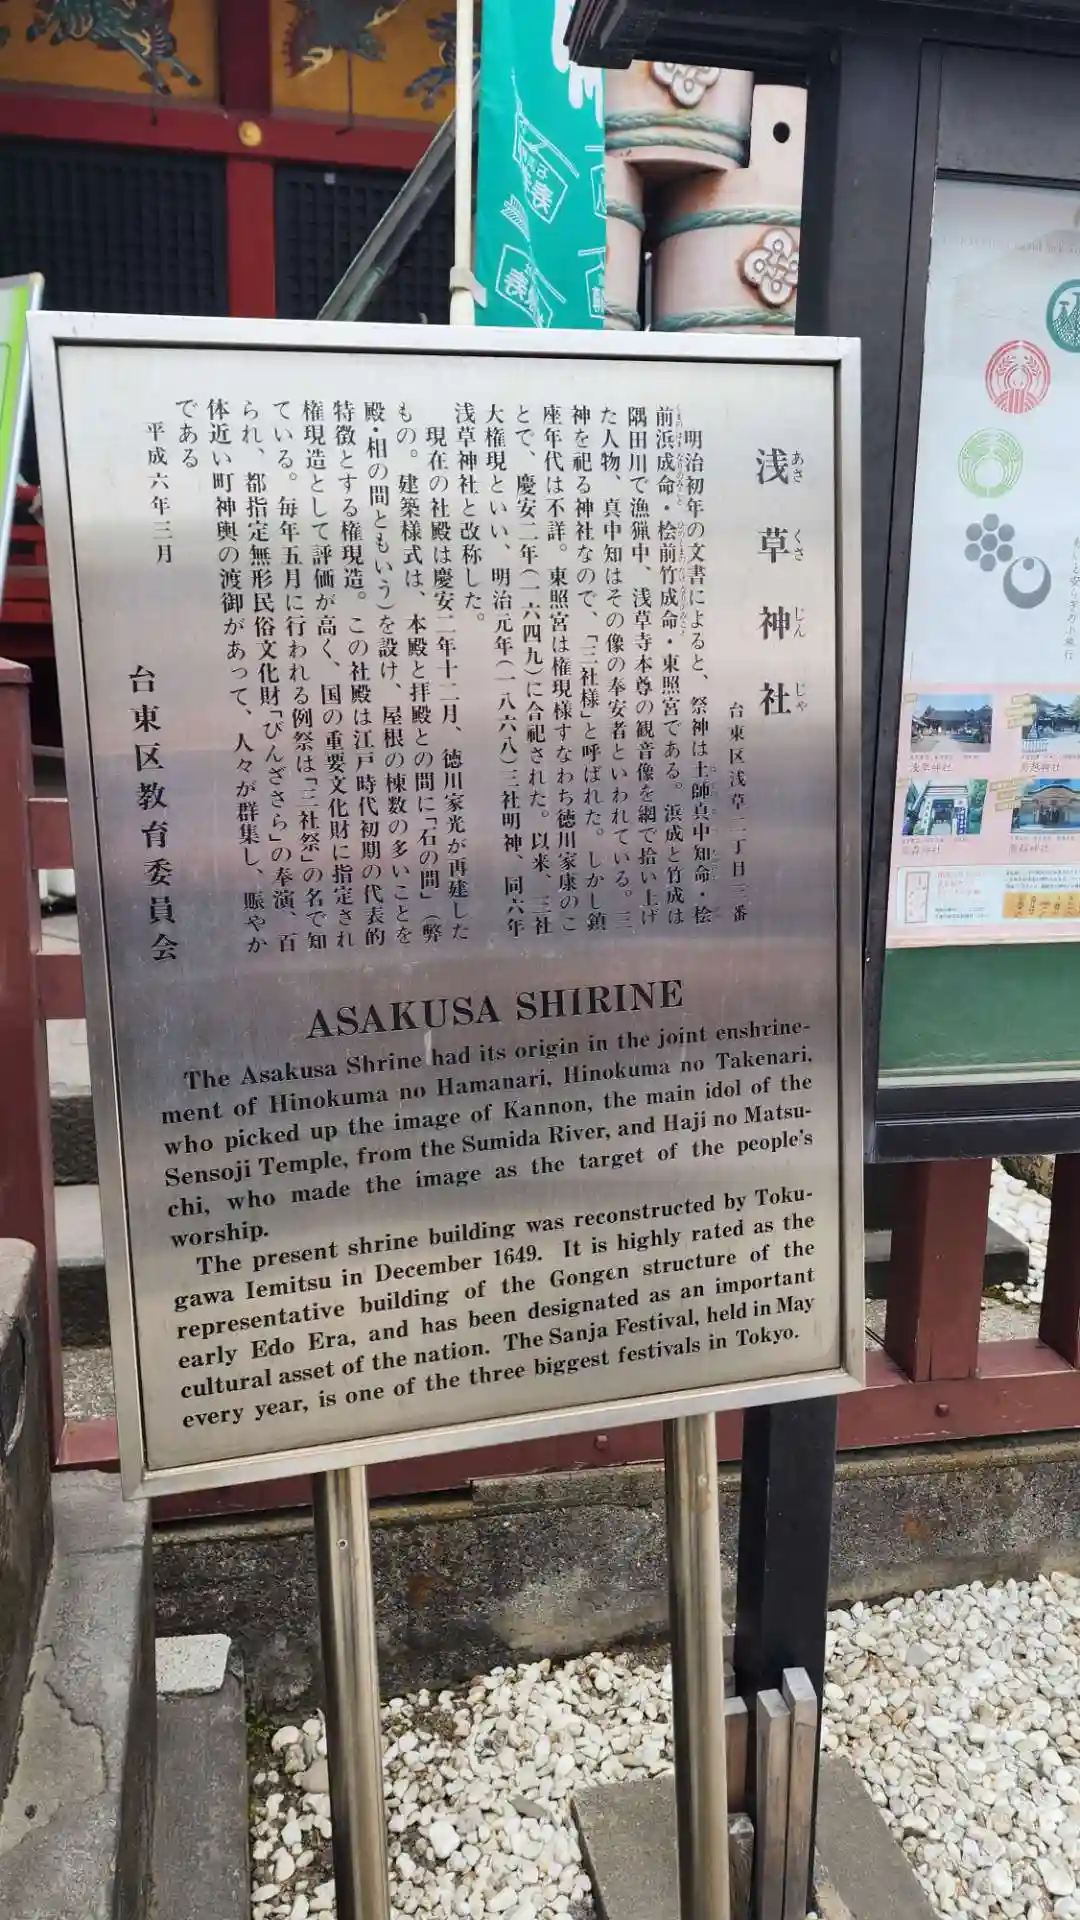 浅草神社
あさくさじんじゃ
台東区浅草二丁目三番
明治初年の文書によると、祭神は土師真中知命・桧
前浜成命・桧前竹成命・東照宮である。浜成と竹成は
隅田川で漁猟中、浅草寺本尊の観音像を網で拾い上げ
た人物、真中知はその像の奉安者といわれている。三
神を祀る神社なので、「三社様」と呼ばれた。しかし鎮
座年代は不詳。東照宮は権現様すなわち徳川家康のこ
とで、慶安二年(一六四九)に合祀された。以来、三社
大権現といい、明治元年(一八六八)三社明神、同六年
浅草神社と改称した。
現在の社殿は慶安二年十二月、徳川家光が再建した
もの。建築様式は、本殿と拝殿との間に「石の間」(弊
殿・相の間ともいう)を設け、屋根の棟数の多いことを
特徴とする権現造。この社殿は江戸時代初期の代表的
権現造として評価が高く、国の重要文化財に指定され
ている。毎年五月に行われる例祭は「三社祭」の名で知
られ、都指定無形民俗文化財「びんざさら」の奉演、百
体近い町神輿の渡御があって、人々が群集し、賑やか
である
平成六年三月
台東区教育委員会
ASAKUSA SHIRINE
The Asakusa Shrine had its origin in the joint enshrine-
ment of Hinokuma no Hamanari, Hinokuma no Takenari,
who picked up the image of Kannon, the main idol of the
Sensoji Temple, from the Sumida River, and Haji no Matsu-
chi, who made the image as the target of the people's
worship.
The present shrine building was reconstructed by Toku-
gawa Iemitsu in December 1649. It is highly rated as the
representative building of the Gongen structure of the
early Edo Era, and has been designated as an important
cultural asset of the nation. The Sanja Festival, held in May
every year, is one of the three biggest festivals in Tokyo.